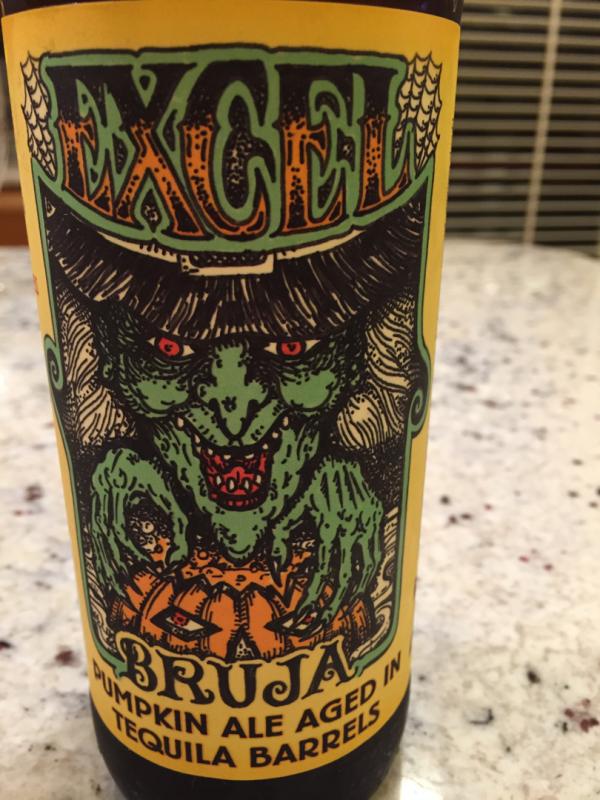 EXCEL
BRUJA
PUMPKIN ALE AGED IN
TEQUILA BARRELS